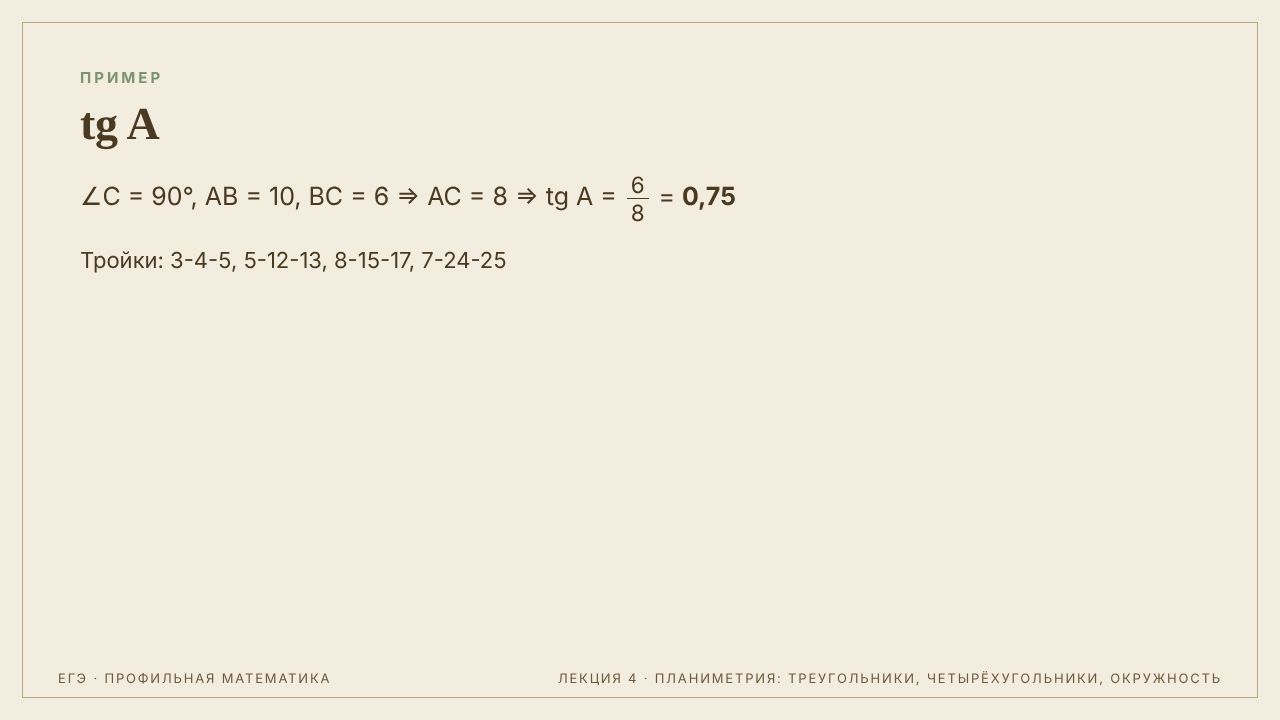 ПРИМЕР
tg A
∠C = 90°, AB = 10, BC = 6 ⇒ AC = 8 ⇒ tg A = 6/8 = 0,75
Тройки: 3-4-5, 5-12-13, 8-15-17, 7-24-25
ЕГЭ · ПРОФИЛЬНАЯ МАТЕМАТИКА
ЛЕКЦИЯ 4 · ПЛАНИМЕТРИЯ: ТРЕУГОЛЬНИКИ, ЧЕТЫРЁХУГОЛЬНИКИ, ОКРУЖНОСТЬ